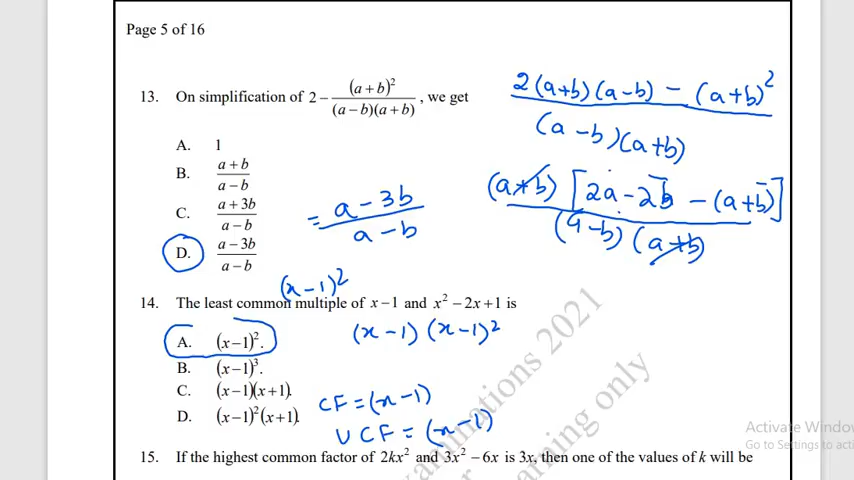 Page 5 of 16
13. On simplification of 2 − (a+b)² / (a−b)(a+b), we get
A. 1
B. a+b / a−b
C. a+3b / a−b
D. a−3b / a−b
2(a+b)(a−b) − (a+b)² / (a−b)(a+b)
(a+b) [2a−2b −(a+b)] / (a−b) (a+b)
= a−3b / a−b
(x−1)²
14. The least common multiple of x−1 and x²−2x+1 is
A. (x−1)².
B. (x−1)³.
C. (x−1)(x+1).
D. (x−1)²(x+1).
(x−1) (x−1)²
CF = (x−1)
UCF = (x−1)
15. If the highest common factor of 2kx² and 3x²−6x is 3x, then one of the values of k will be
Examinations 2021
learning only
Activate Window
Go to Settings to activ